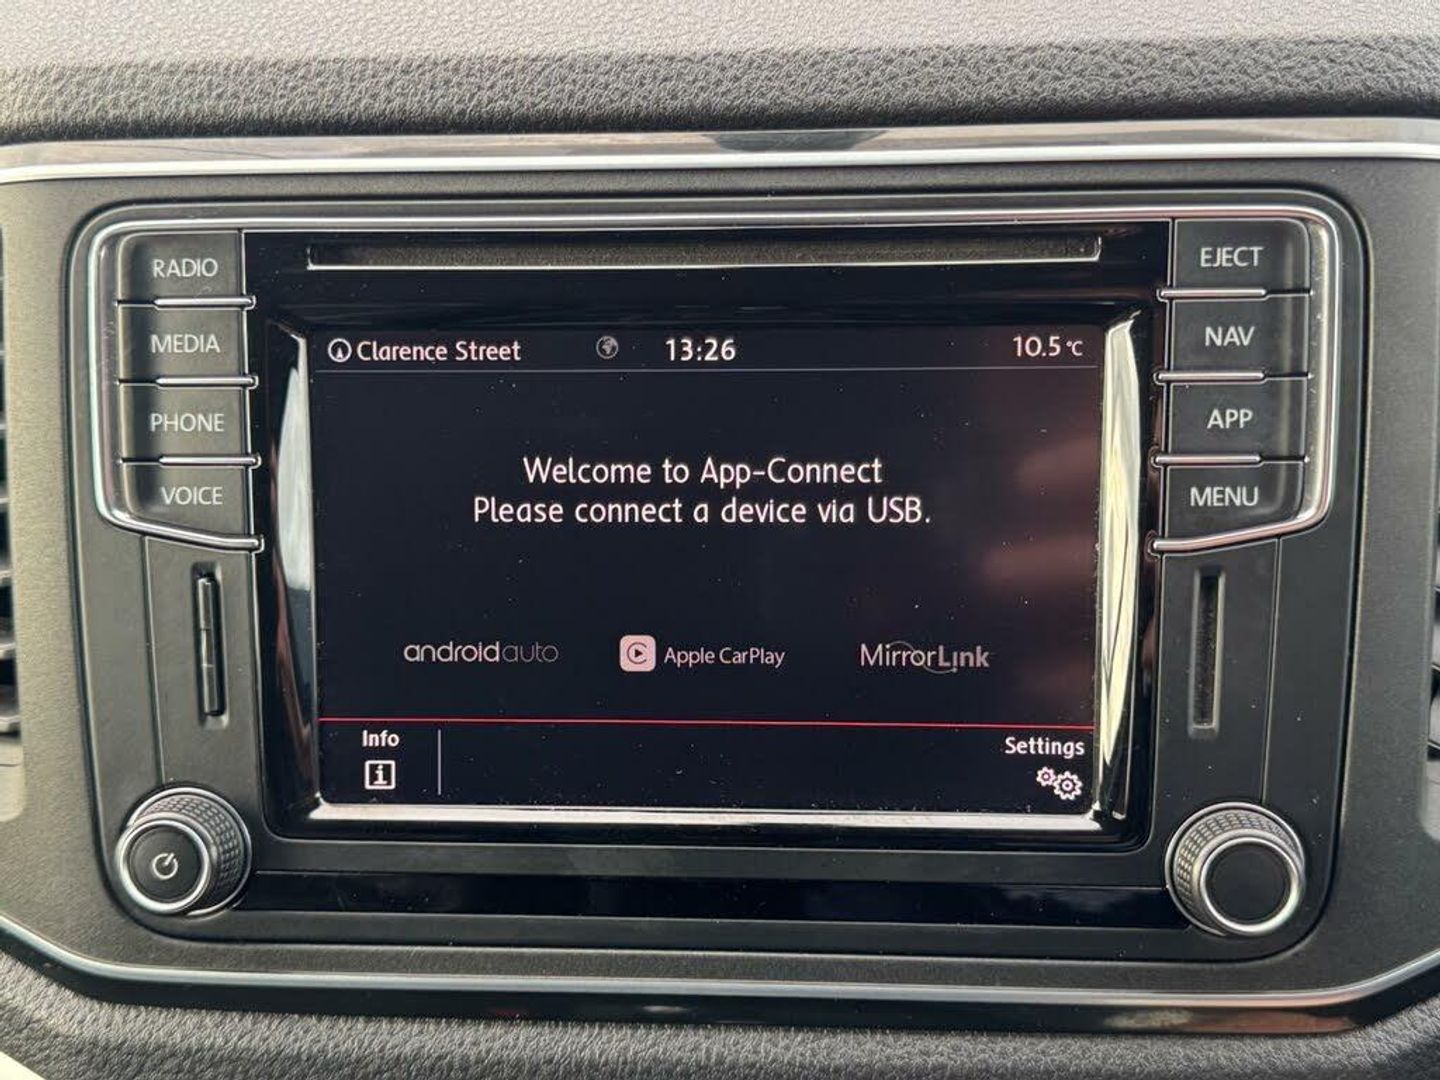 RADIO
MEDIA
PHONE
VOICE
EJECT
NAV
APP
MENU
Clarence Street 13:26 10.5 °C
Welcome to App-Connect
Please connect a device via USB.
androidauto Apple CarPlay MirrorLink
Info Settings